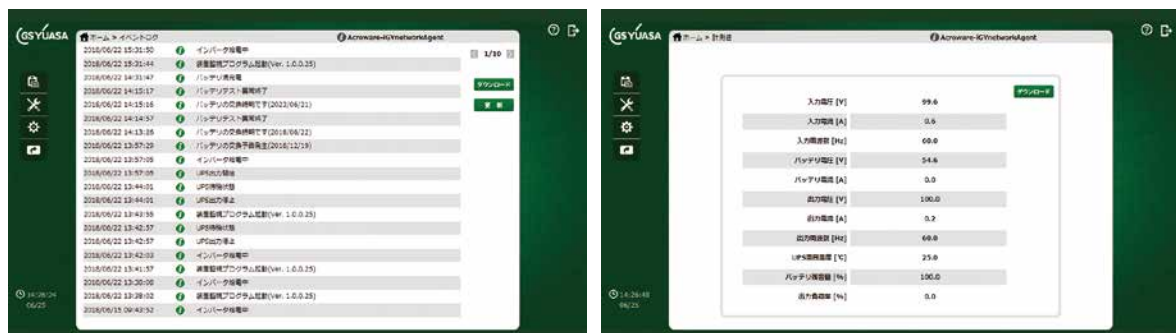 GS YUASA
ホーム > イベントログ
Acroware-iGYnetworkAgent
2018/06/22 15:31:50 インバータ給電中
2018/06/22 15:31:44 装置監視プログラム起動(Ver. 1.0.0.25)
2018/06/22 14:31:47 バッテリ満充電
2018/06/22 14:15:17 バッテリテスト異常終了
2018/06/22 14:15:16 バッテリの交換時期です(2022/06/21)
2018/06/22 14:14:57 バッテリテスト異常終了
2018/06/22 14:13:26 バッテリの交換時期です(2018/06/22)
2018/06/22 13:57:29 バッテリの交換予告発生(2018/12/19)
2018/06/22 13:57:05 インバータ給電中
2018/06/22 13:57:05 UPS出力開始
2018/06/22 13:44:01 UPS待機状態
2018/06/22 13:44:01 UPS出力停止
2018/06/22 13:43:55 装置監視プログラム起動(Ver. 1.0.0.25)
2018/06/22 13:42:57 UPS待機状態
2018/06/22 13:42:57 UPS出力停止
2018/06/22 13:42:03 インバータ給電中
2018/06/22 13:41:57 装置監視プログラム起動(Ver. 1.0.0.25)
2018/06/22 13:30:00 インバータ給電中
2018/06/22 13:28:02 装置監視プログラム起動(Ver. 1.0.0.25)
2018/06/15 09:43:52 インバータ給電中
1/10
ダウンロード
更 新
14:26:24
06/25
GS YUASA
ホーム > 計測値
Acroware-iGYnetworkAgent
ダウンロード
入力電圧 [V] 99.6
入力電流 [A] 0.6
入力周波数 [Hz] 60.0
バッテリ電圧 [V] 54.6
バッテリ電流 [A] 0.0
出力電圧 [V] 100.0
出力電流 [A] 0.2
出力周波数 [Hz] 60.0
UPS周囲温度 [℃] 25.0
バッテリ残容量 [%] 100.0
出力負荷率 [%] 0.0
14:26:48
06/25